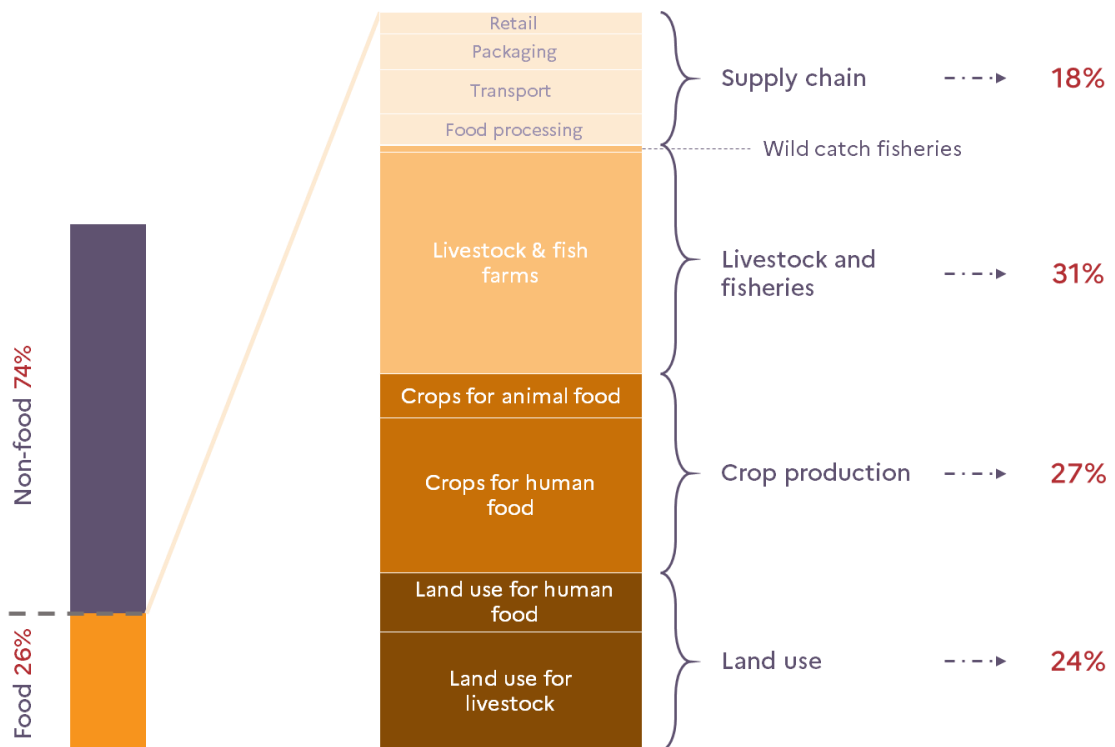 Retail
Packaging
Transport
Food processing
Livestock & fish
farms
Crops for animal food
Crops for human
food
Land use for human
food
Land use for
livestock
Supply chain
18%
Wild catch fisheries
Livestock and
fisheries
31%
Crop production
27%
Land use
24%
Non-food 74%
Food 26%